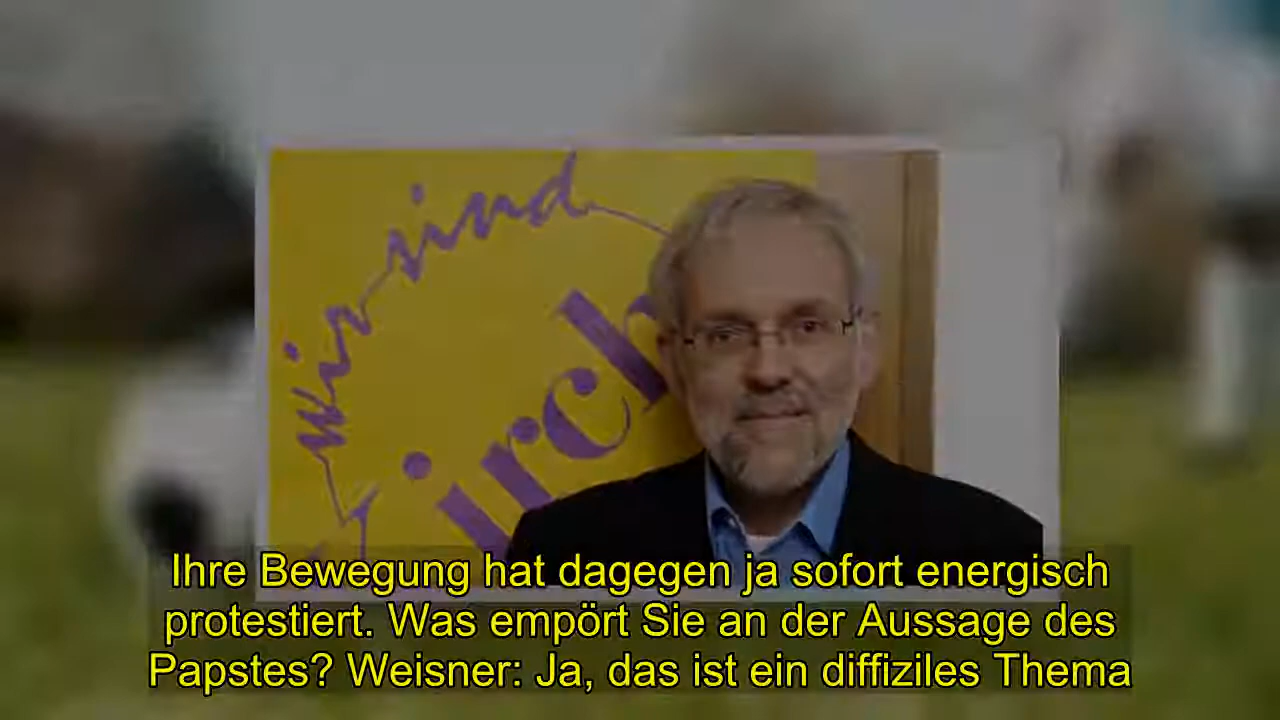 wir sind
Kirch
Ihre Bewegung hat dagegen ja sofort energisch
protestiert. Was empört Sie an der Aussage des
Papstes? Weisner: Ja, das ist ein diffiziles Thema